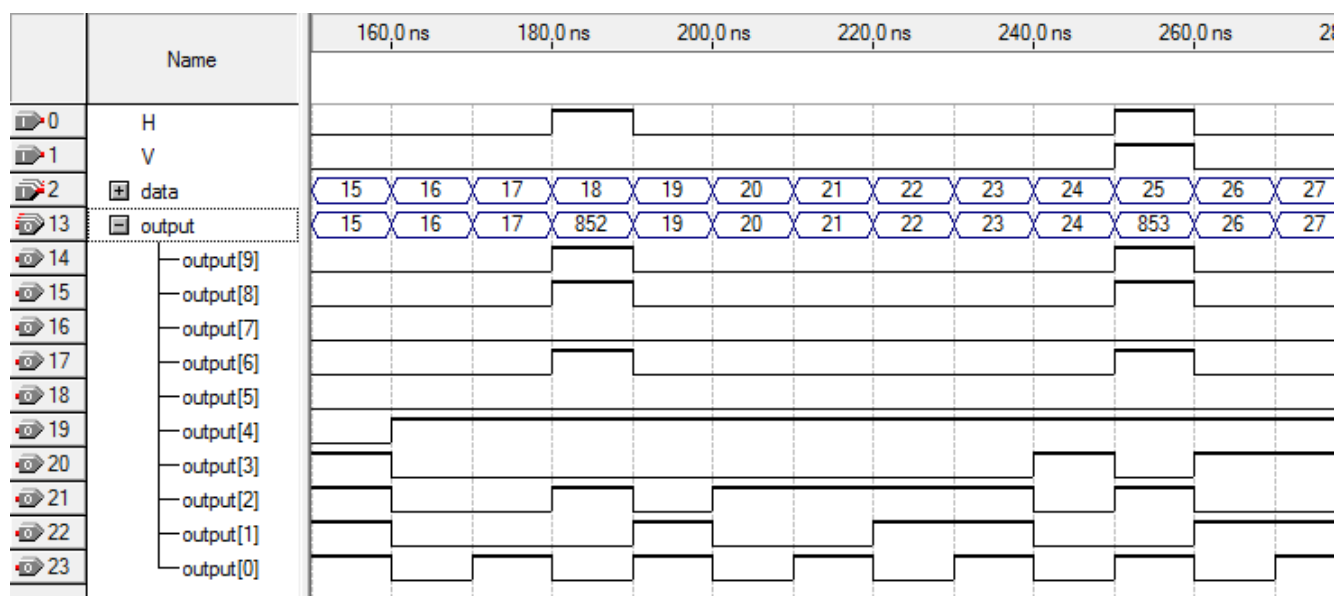 Name 160,0 ns 180,0 ns 200,0 ns 220,0 ns 240,0 ns 260,0 ns
0 H
1 V
2 data 15 16 17 18 19 20 21 22 23 24 25 26 27
13 output 15 16 17 852 19 20 21 22 23 24 853 26 27
14 output[9]
15 output[8]
16 output[7]
17 output[6]
18 output[5]
19 output[4]
20 output[3]
21 output[2]
22 output[1]
23 output[0]